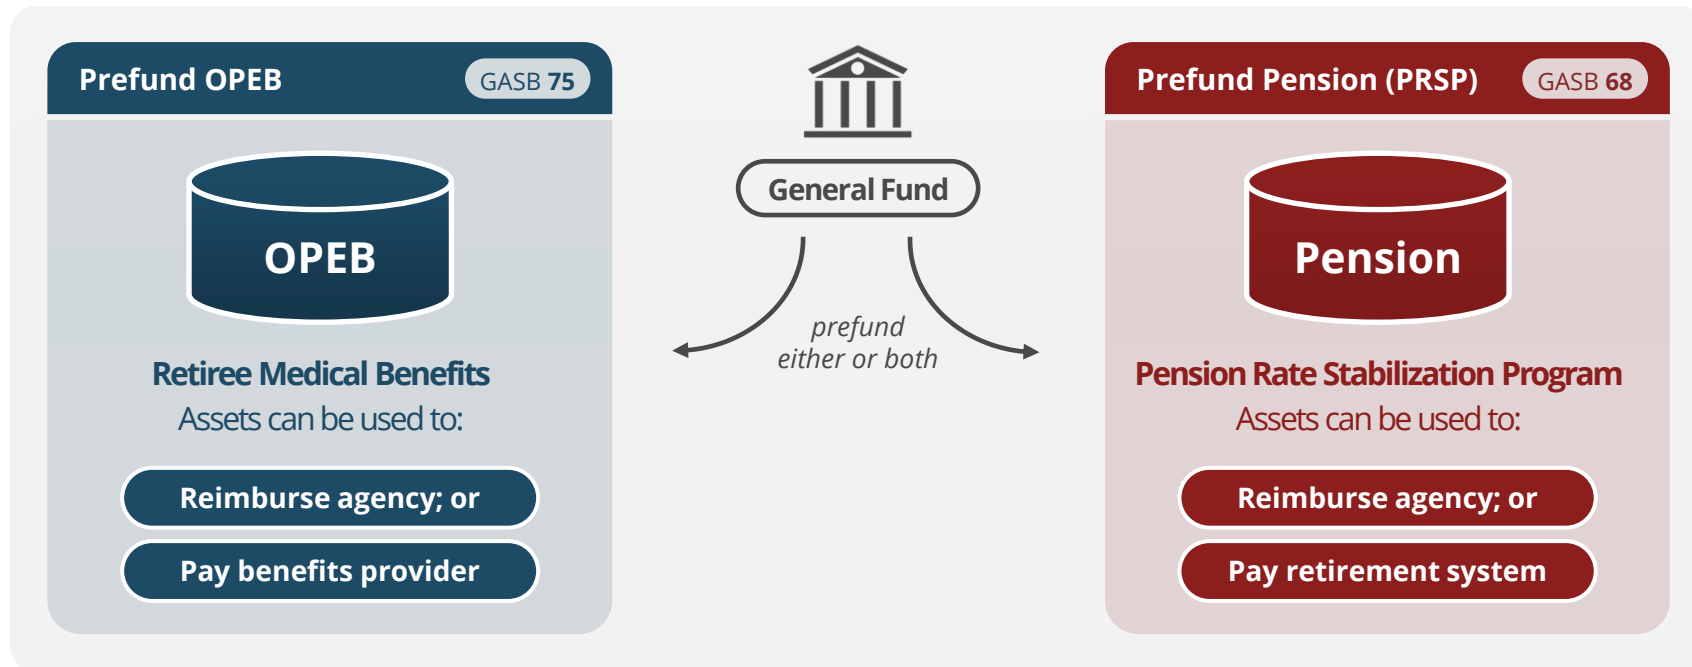 Prefund OPEB
GASB 75
OPEB
Retiree Medical Benefits
Assets can be used to:
Reimburse agency; or
Pay benefits provider
General Fund
prefund
either or both
Prefund Pension (PRSP)
GASB 68
Pension
Pension Rate Stabilization Program
Assets can be used to:
Reimburse agency; or
Pay retirement system